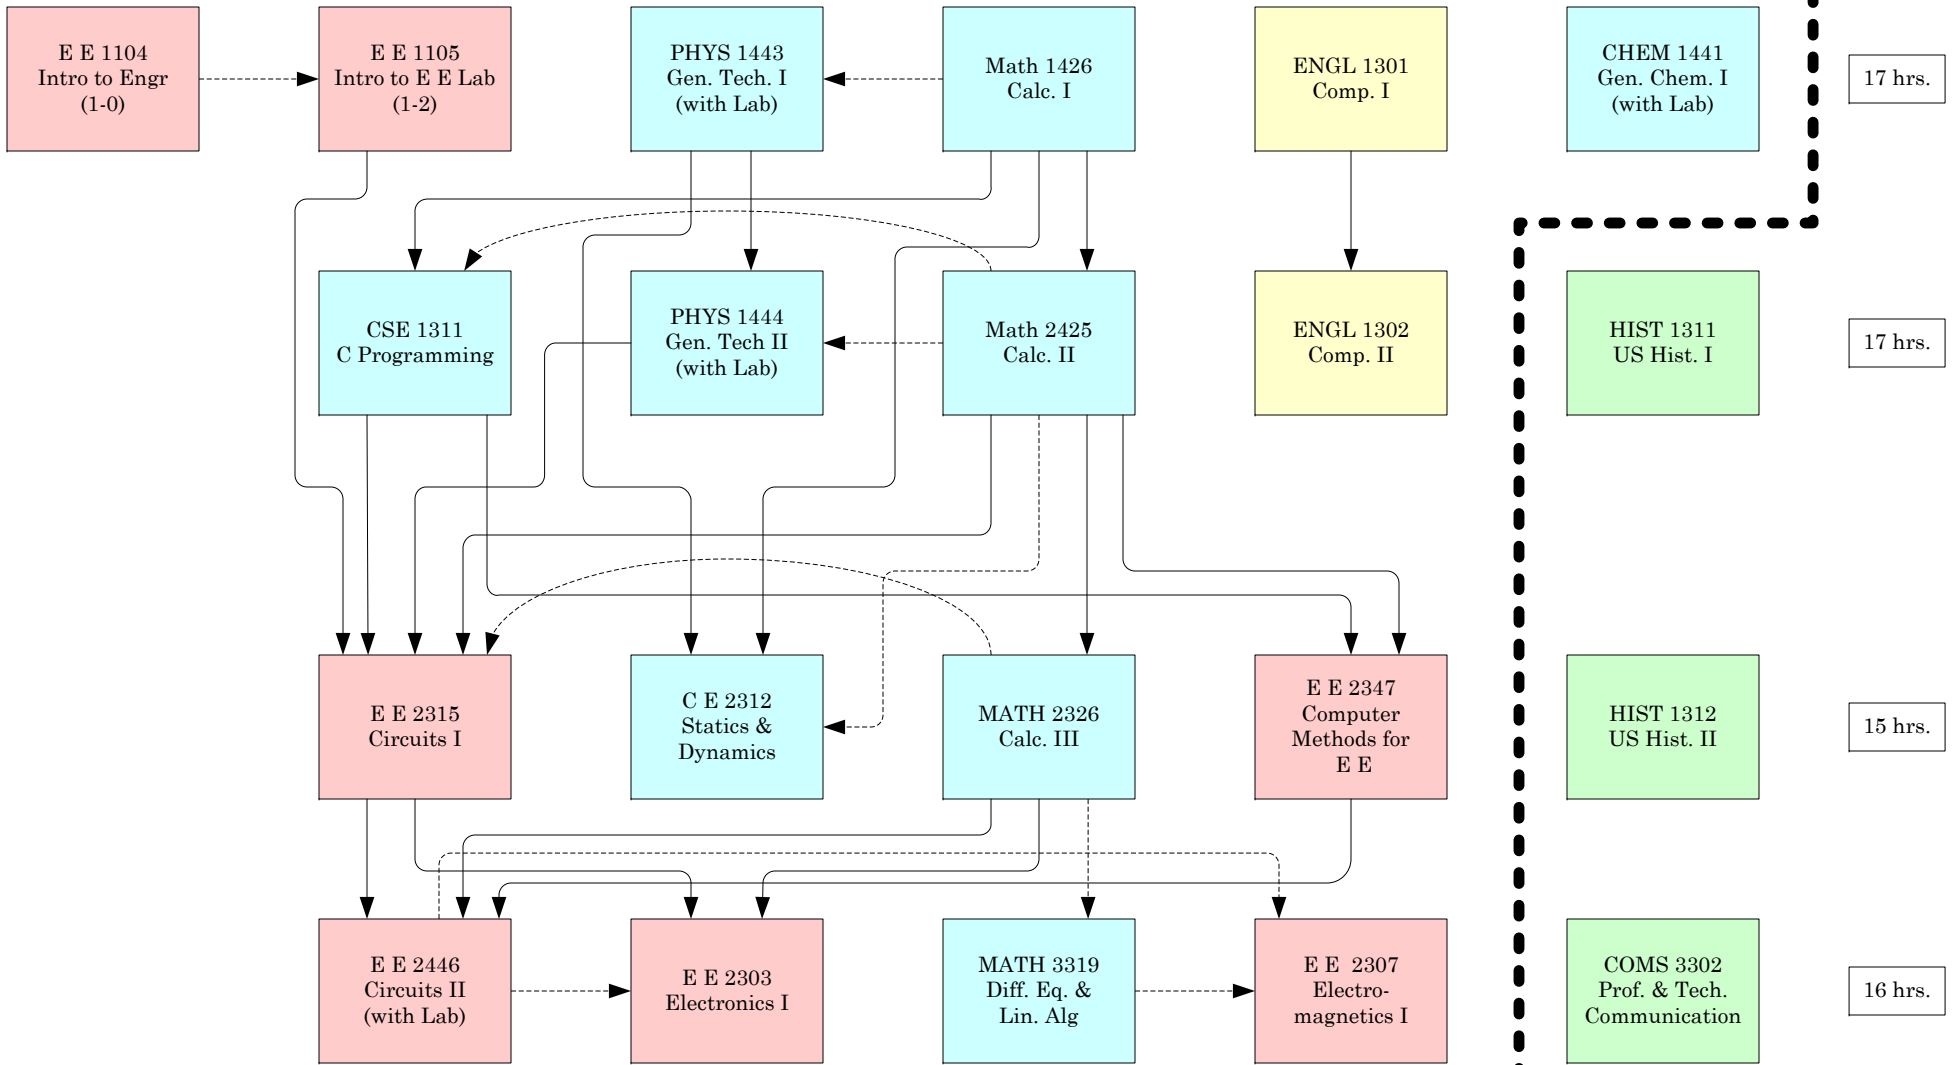 E E 1104
Intro to Engr
(1-0)
E E 1105
Intro to E E Lab
(1-2)
PHYS 1443
Gen. Tech. I
(with Lab)
Math 1426
Calc. I
ENGL 1301
Comp. I
CHEM 1441
Gen. Chem. I
(with Lab)
17 hrs.
CSE 1311
C Programming
PHYS 1444
Gen. Tech II
(with Lab)
Math 2425
Calc. II
ENGL 1302
Comp. II
HIST 1311
US Hist. I
17 hrs.
E E 2315
Circuits I
C E 2312
Statics &
Dynamics
MATH 2326
Calc. III
E E 2347
Computer
Methods for
E E
HIST 1312
US Hist. II
15 hrs.
E E 2446
Circuits II
(with Lab)
E E 2303
Electronics I
MATH 3319
Diff. Eq. &
Lin. Alg
E E 2307
Electro-
magnetics I
COMS 3302
Prof. & Tech.
Communication
16 hrs.